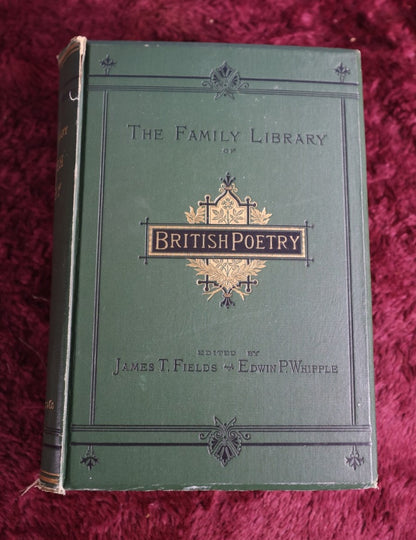 THE FAMILY LIBRARY
OF
BRITISH POETRY
EDITED BY
JAMES T. FIELDS AND EDWIN P. WHIPPLE